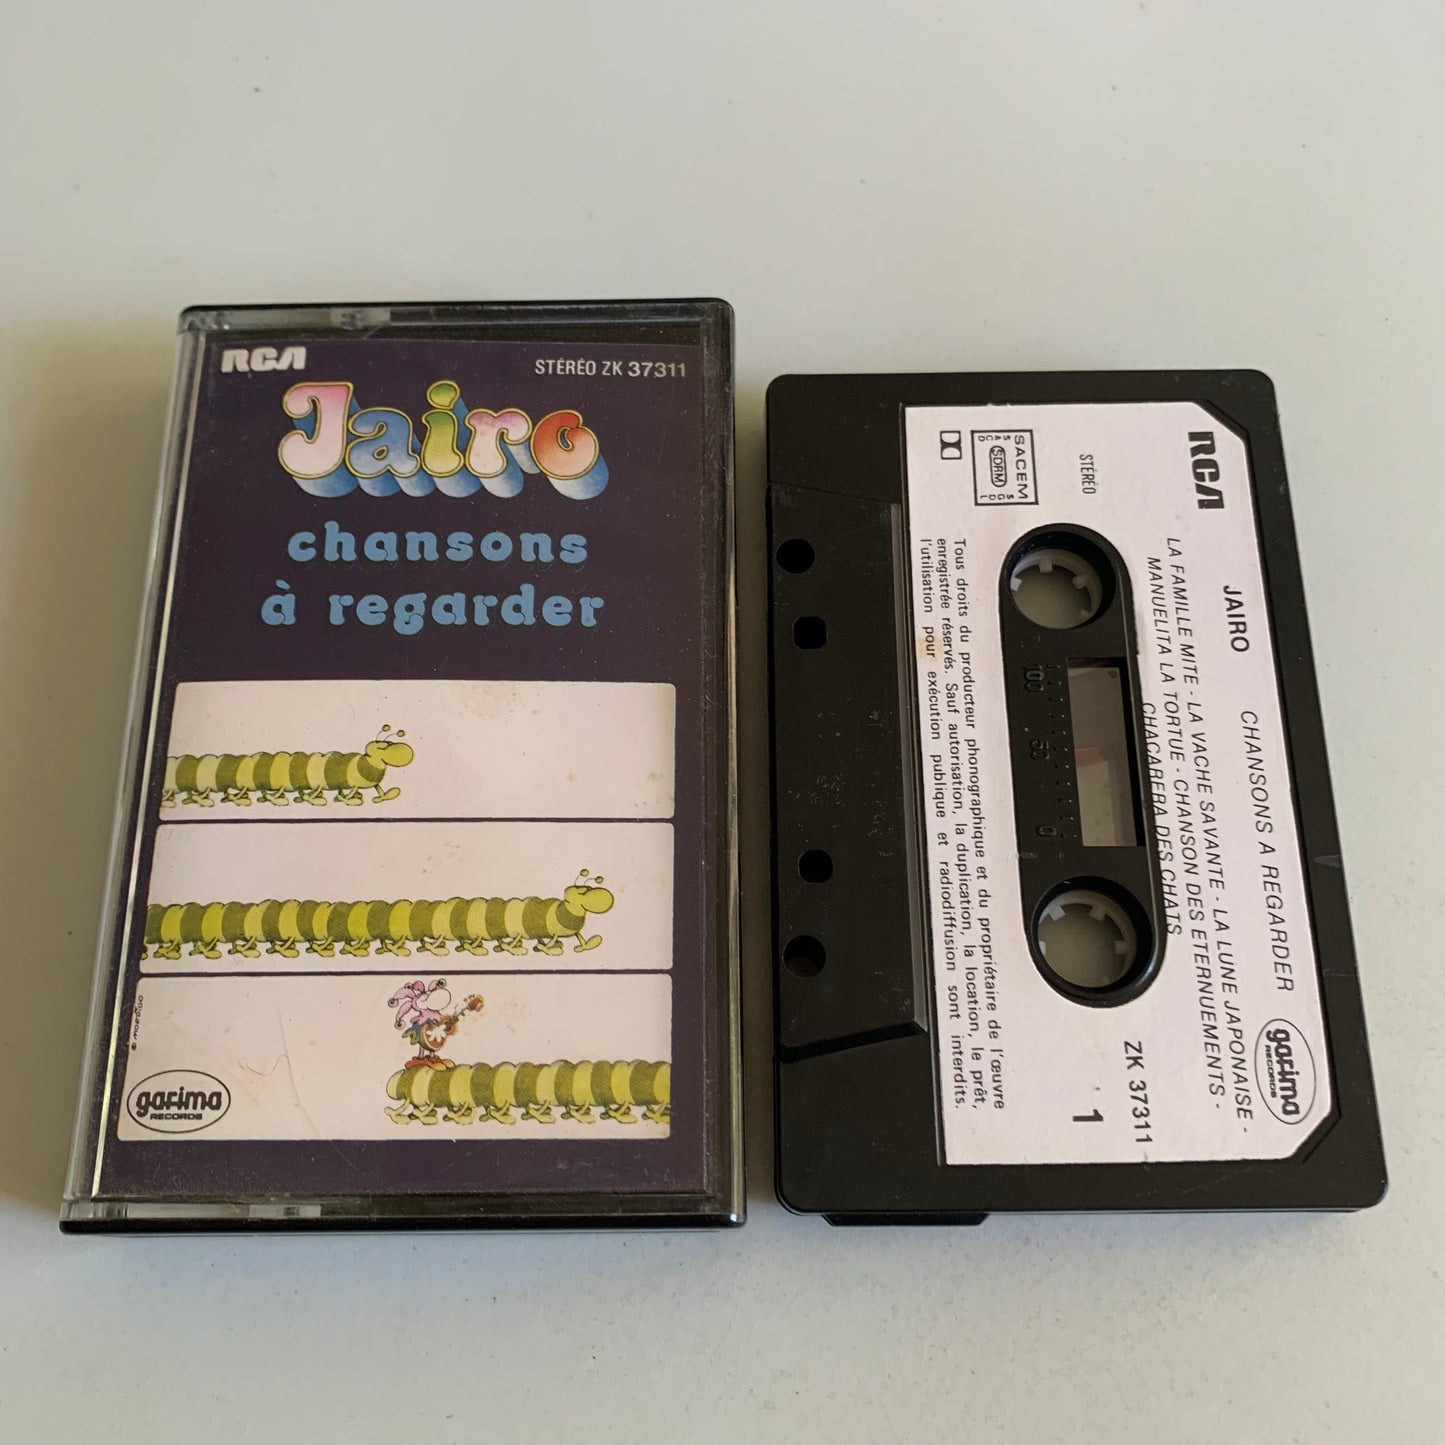 RCA
STÉRÉO ZK 37311
Jairo
chansons
à regarder
garima
RECORDS
RCA
JAIRO
CHANSONS A REGARDER
LA FAMILLE MITE - LA VACHE SAVANTE - LA LUNE JAPONAISE -
MANUELITA LA TORTUE - CHANSON DES ETERNUEMENTS -
CHACARERA DES CHATS
STÉRÉO
SACEM
SACD
SDRM
SGDL
garima
RECORDS
ZK 37311
1
100 50 0
Tous droits du producteur phonographique et du propriétaire de l'œuvre
enregistrée réservés. Sauf autorisation, la duplication, la location, le prêt,
l'utilisation pour exécution publique et radiodiffusion sont interdits.